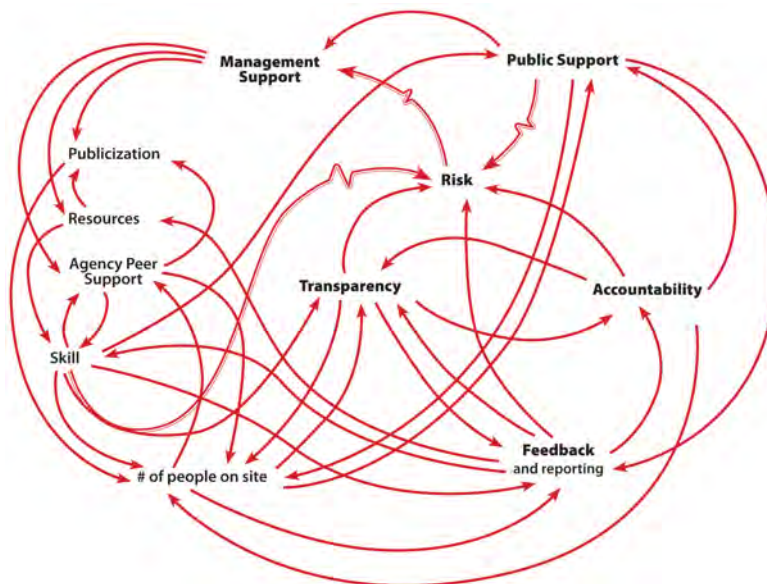 Management
Support
Public Support
Publicization
Risk
Resources
Agency Peer
Support
Transparency
Accountability
Skill
Feedback
and reporting
# of people on site